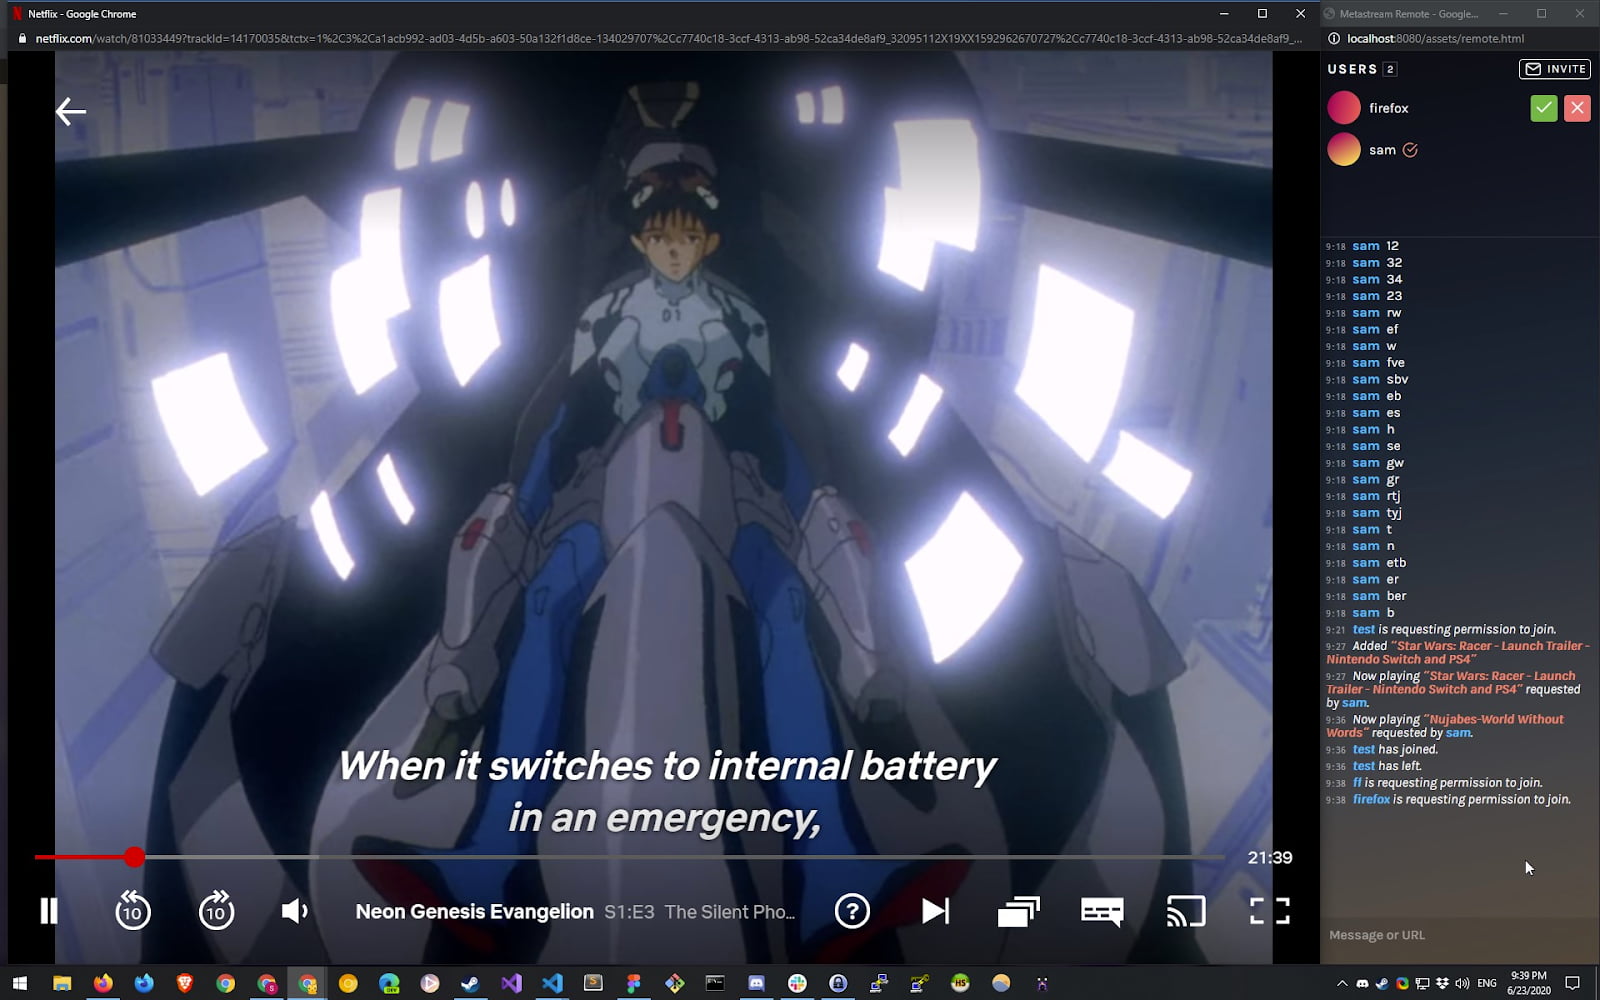 Netflix - Google Chrome
netflix.com/watch/81033449?trackId=14170035&tctx=1%2C3%2Ca1acb992-ad03-4d5b-a603-50a132f1d8ce-134029707%2Cc7740c18-3ccf-4313-ab98-52ca34de8af9_32095112X19XX1592962670727%2Cc7740c18-3ccf-4313-ab98-52ca34de8af9_...
01
When it switches to internal battery
in an emergency,
21:39
10
10
Neon Genesis Evangelion S1:E3 The Silent Pho...
?
Metastream Remote - Google...
localhost:8080/assets/remote.html
USERS 2
INVITE
firefox
sam
9:18 sam 12
9:18 sam 32
9:18 sam 34
9:18 sam 23
9:18 sam rw
9:18 sam ef
9:18 sam w
9:18 sam fve
9:18 sam sbv
9:18 sam eb
9:18 sam es
9:18 sam h
9:18 sam se
9:18 sam gw
9:18 sam gr
9:18 sam rtj
9:18 sam tyj
9:18 sam t
9:18 sam n
9:18 sam etb
9:18 sam er
9:18 sam ber
9:18 sam b
9:21 test is requesting permission to join.
9:27 Added "Star Wars: Racer - Launch Trailer -
Nintendo Switch and PS4"
9:27 Now playing "Star Wars: Racer - Launch
Trailer - Nintendo Switch and PS4" requested
by sam.
9:36 Now playing "Nujabes-World Without
Words" requested by sam.
9:36 test has joined.
9:36 test has left.
9:38 fl is requesting permission to join.
9:38 firefox is requesting permission to join.
Message or URL
ENG
9:39 PM
6/23/2020